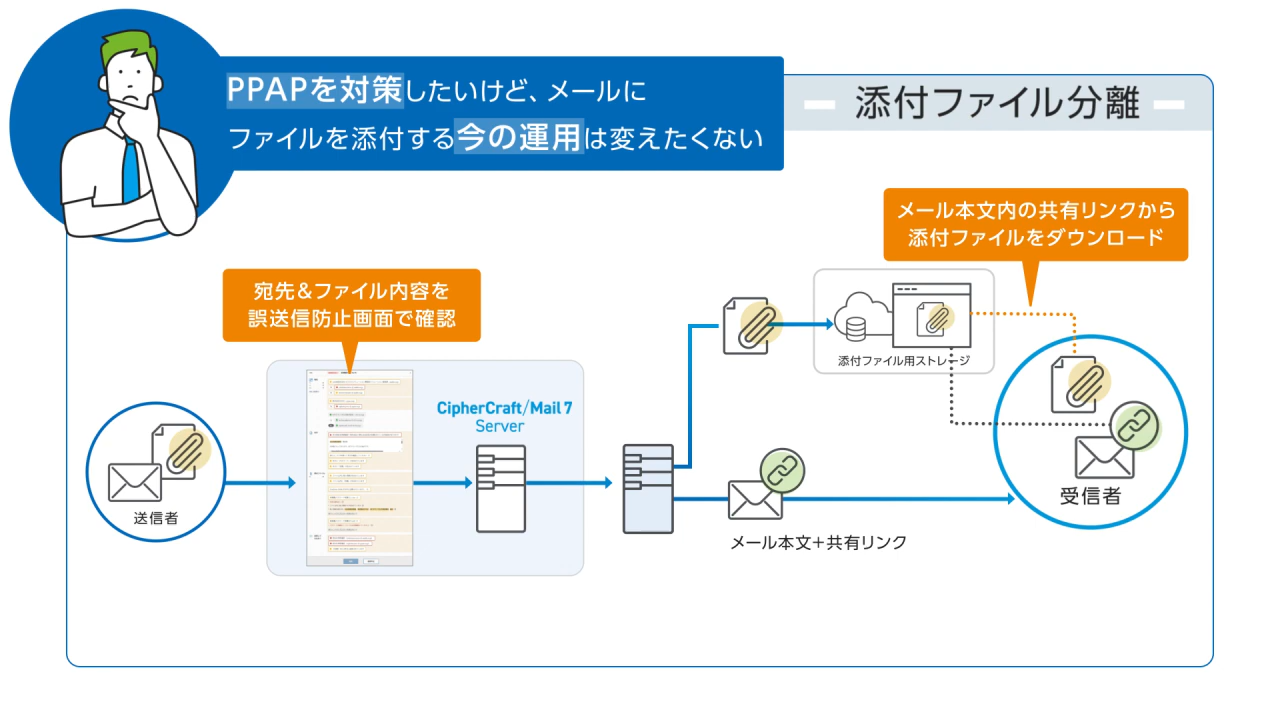 PPAPを対策したいけど、メールに
ファイルを添付する今の運用は変えたくない
添付ファイル分離
メール本文内の共有リンクから
添付ファイルをダウンロード
宛先&ファイル内容を
誤送信防止画面で確認
添付ファイル用ストレージ
CipherCraft/Mail 7
Server
送信者
受信者
メール本文+共有リンク